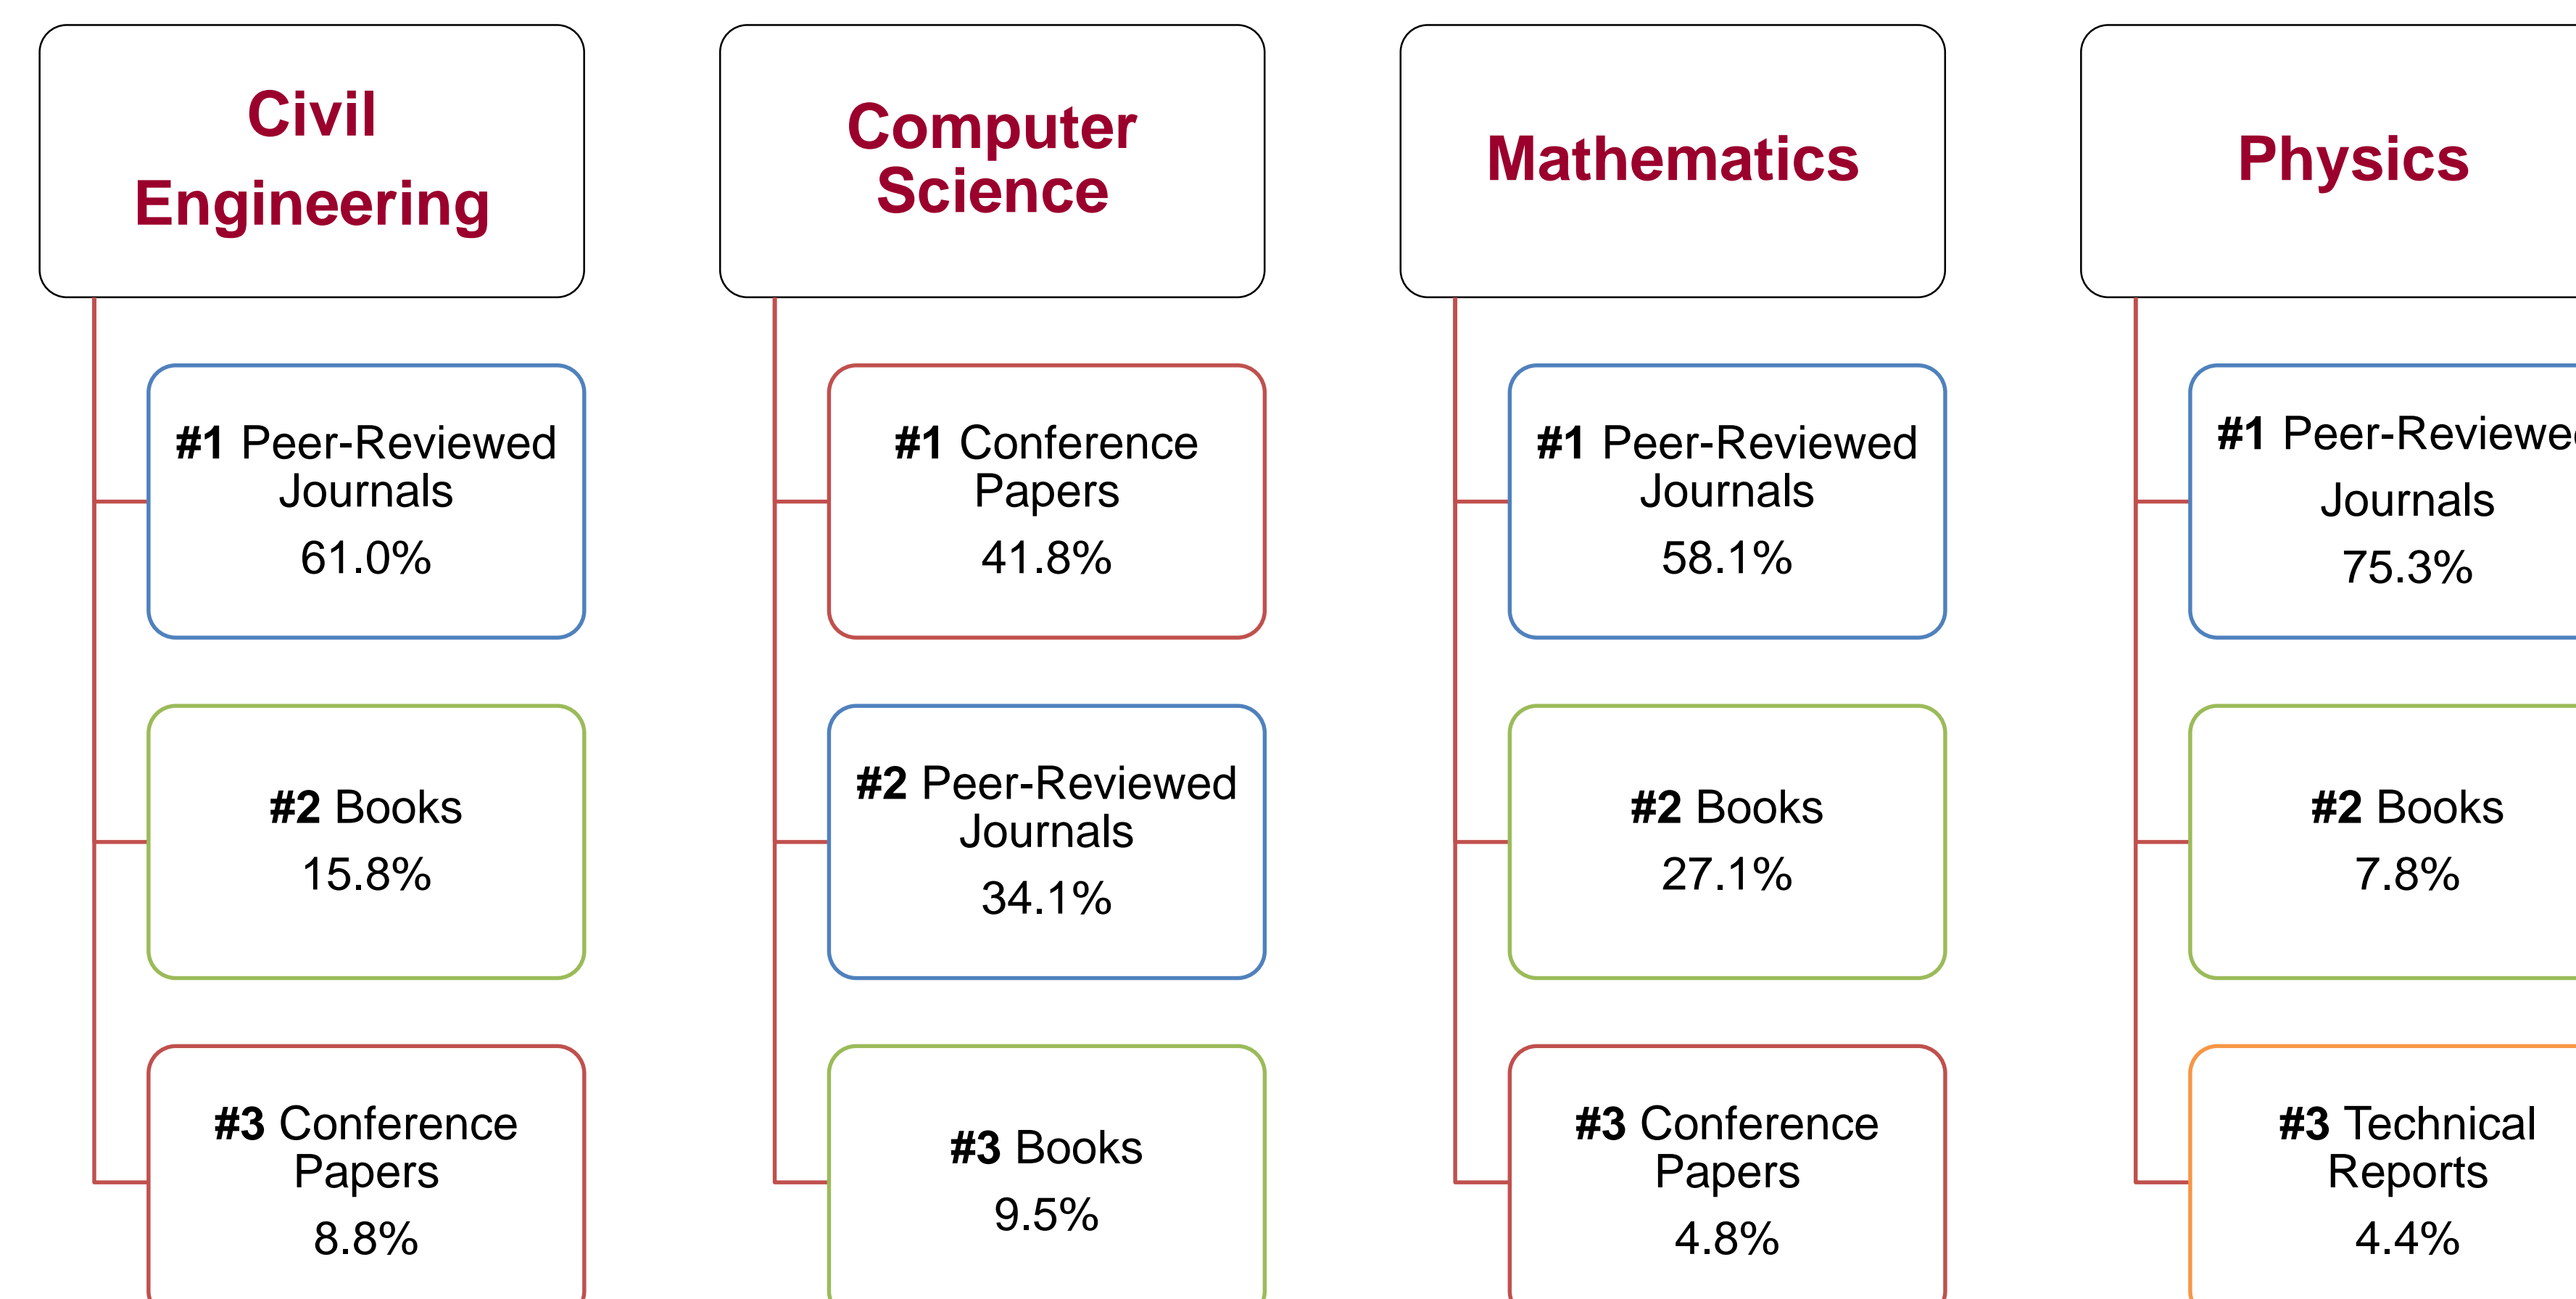 Civil
Engineering
#1 Peer-Reviewed
Journals
61.0%
#2 Books
15.8%
#3 Conference
Papers
8.8%
Computer
Science
#1 Conference
Papers
41.8%
#2 Peer-Reviewed
Journals
34.1%
#3 Books
9.5%
Mathematics
#1 Peer-Reviewed
Journals
58.1%
#2 Books
27.1%
#3 Conference
Papers
4.8%
Physics
#1 Peer-Reviewed
Journals
75.3%
#2 Books
7.8%
#3 Technical
Reports
4.4%